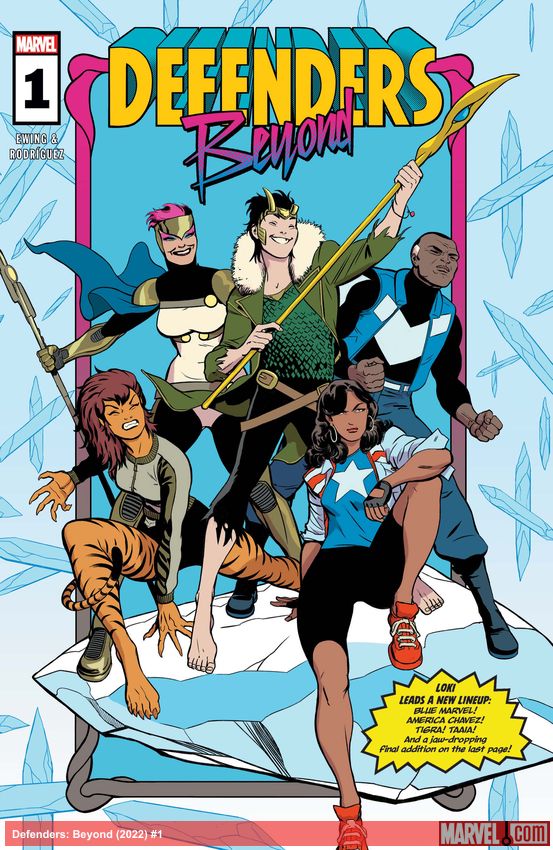 MARVEL
1
EWING &
RODRÍGUEZ
DEFENDERS
Beyond
LOKI
LEADS A NEW LINEUP:
BLUE MARVEL!
AMERICA CHAVEZ!
TIGRA! TAAIA!
And a jaw-dropping
final addition on the last page!
Defenders: Beyond (2022) #1
MARVEL.COM